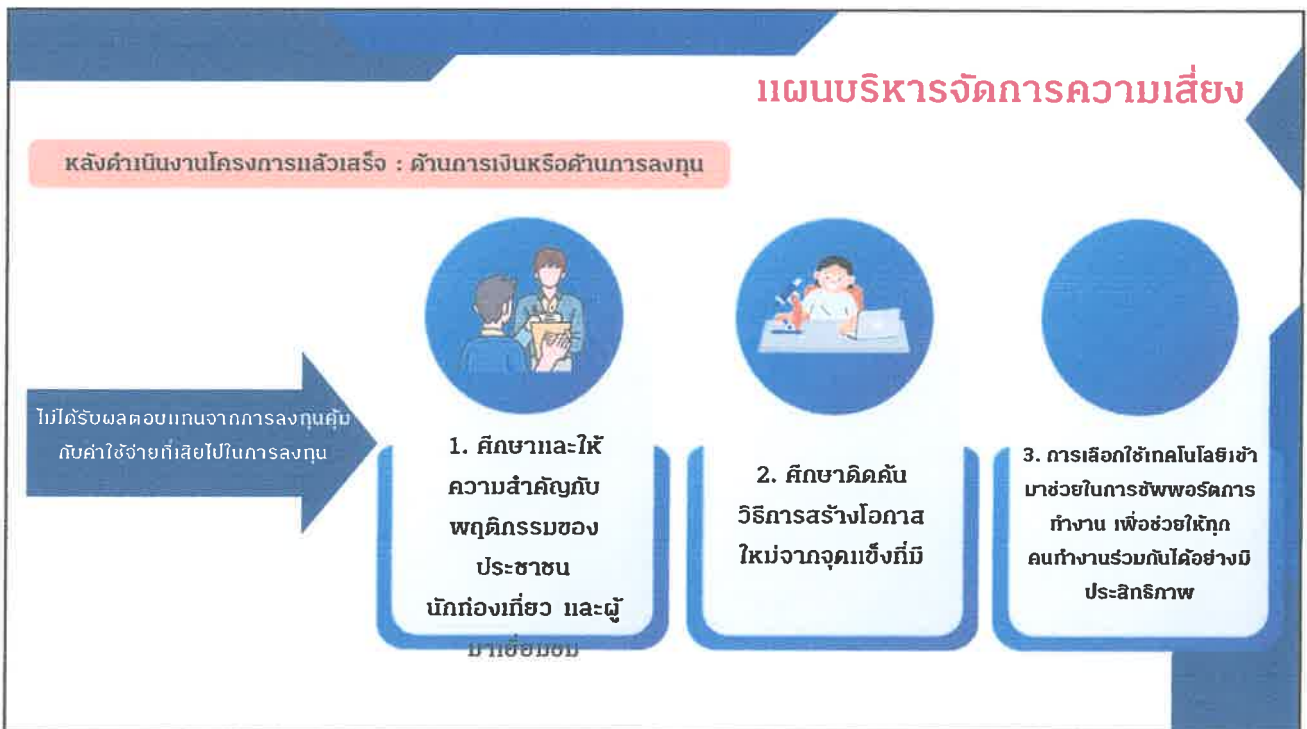 แผนบริหารจัดการความเสี่ยง
หลังดำเนินงานโครงการแล้วเสร็จ : ด้านการเงินหรือด้านการลงทุน
ไม่ได้รับผลตอบแทนจากการลงทุนคุ้ม
กับค่าใช้จ่ายที่เสียไปในการลงทุน
1. ศึกษาและให้
ความสำคัญกับ
พฤติกรรมของ
ประชาชน
นักท่องเที่ยว และผู้
มาเยี่ยมชม
2. ศึกษาคิดค้น
วิธีการสร้างโอกาส
ใหม่จากจุดแข็งที่มี
3. การเลือกใช้เทคโนโลยีเข้า
มาช่วยในการซัพพอร์ตการ
ทำงาน เพื่อช่วยให้ทุก
คนทำงานร่วมกันได้อย่างมี
ประสิทธิภาพ